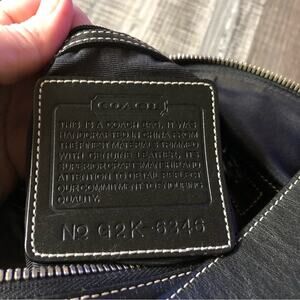 COACH
THIS IS A COACH BAG. IT WAS
HANDCRAFTED IN CHINA FROM
THE FINEST MATERIALS TRIMMED
WITH GENUINE LEATHER. ITS
SUPERIOR CRAFTSMANSHIP AND
ATTENTION TO DETAIL REFLECT
OUR COMMITMENT TO ENDURING
QUALITY.
No G2K-6346